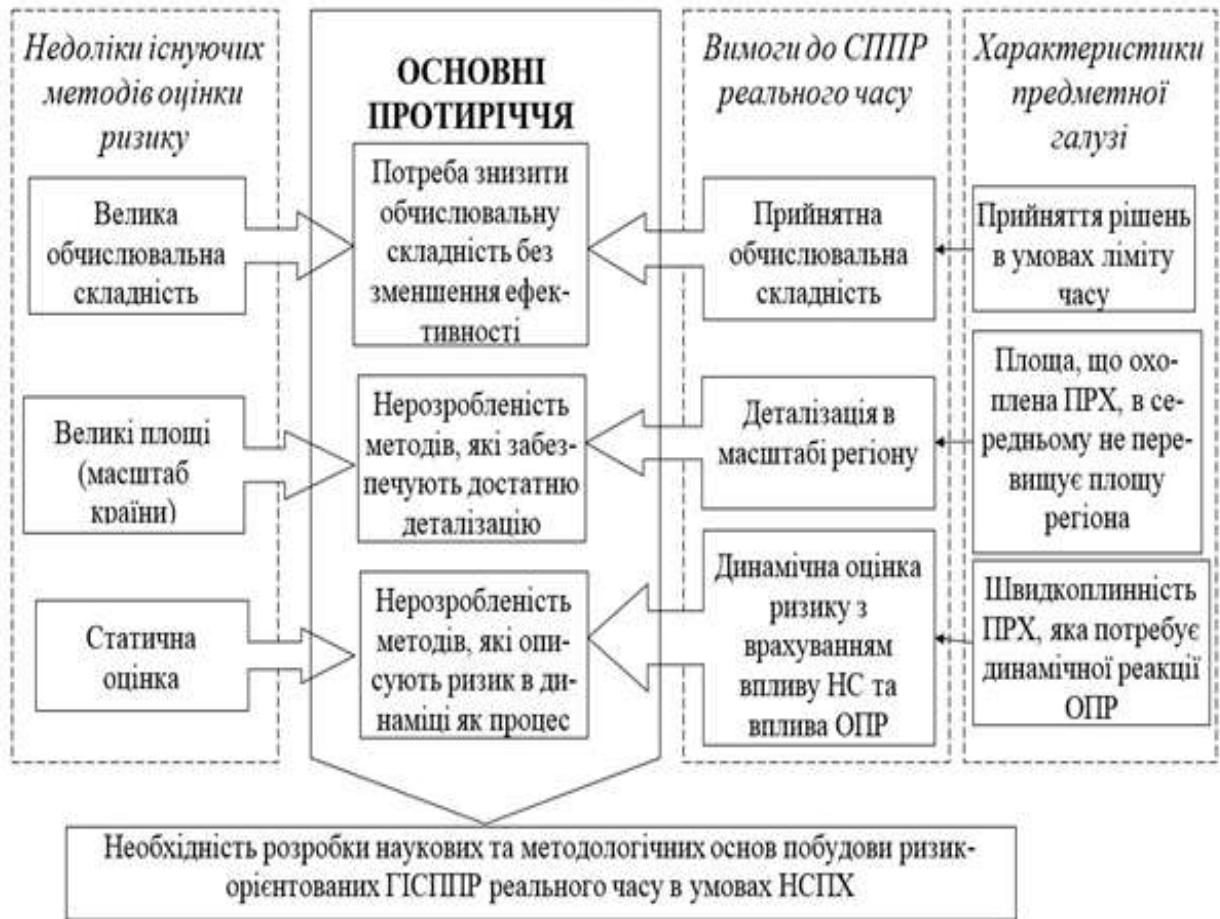 Недоліки існуючих
методів оцінки
ризику
Велика
обчислювальна
складність
Великі площі
(масштаб
країни)
Статична
оцінка
ОСНОВНІ
ПРОТИРІЧЧЯ
Потреба знизити
обчислювальну
складність без
зменшення ефек-
тивності
Нерозробленість
методів, які забез-
печують достатню
деталізацію
Нерозробленість
методів, які опи-
сують ризик в ди-
наміці як процес
Вимоги до СППР
реального часу
Прийнятна
обчислювальна
складність
Деталізація в
масштабі регіону
Динамічна оцінка
ризику з
врахуванням
впливу НС та
вплива ОПР
Характеристики
предметної
галузі
Прийняття рішень
в умовах ліміту
часу
Площа, що охо-
плена ПРХ, в се-
редньому не пере-
вищує площу
регіона
Швидкоплинність
ПРХ, яка потребує
динамічної реакції
ОПР
Необхідність розробки наукових та методологічних основ побудови ризик-
орієнтованих ГІСППР реального часу в умовах НСПХ